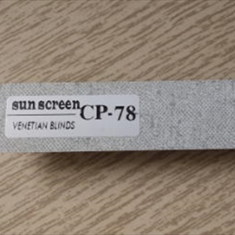 sun screen CP-78
VENETIAN BLINDS